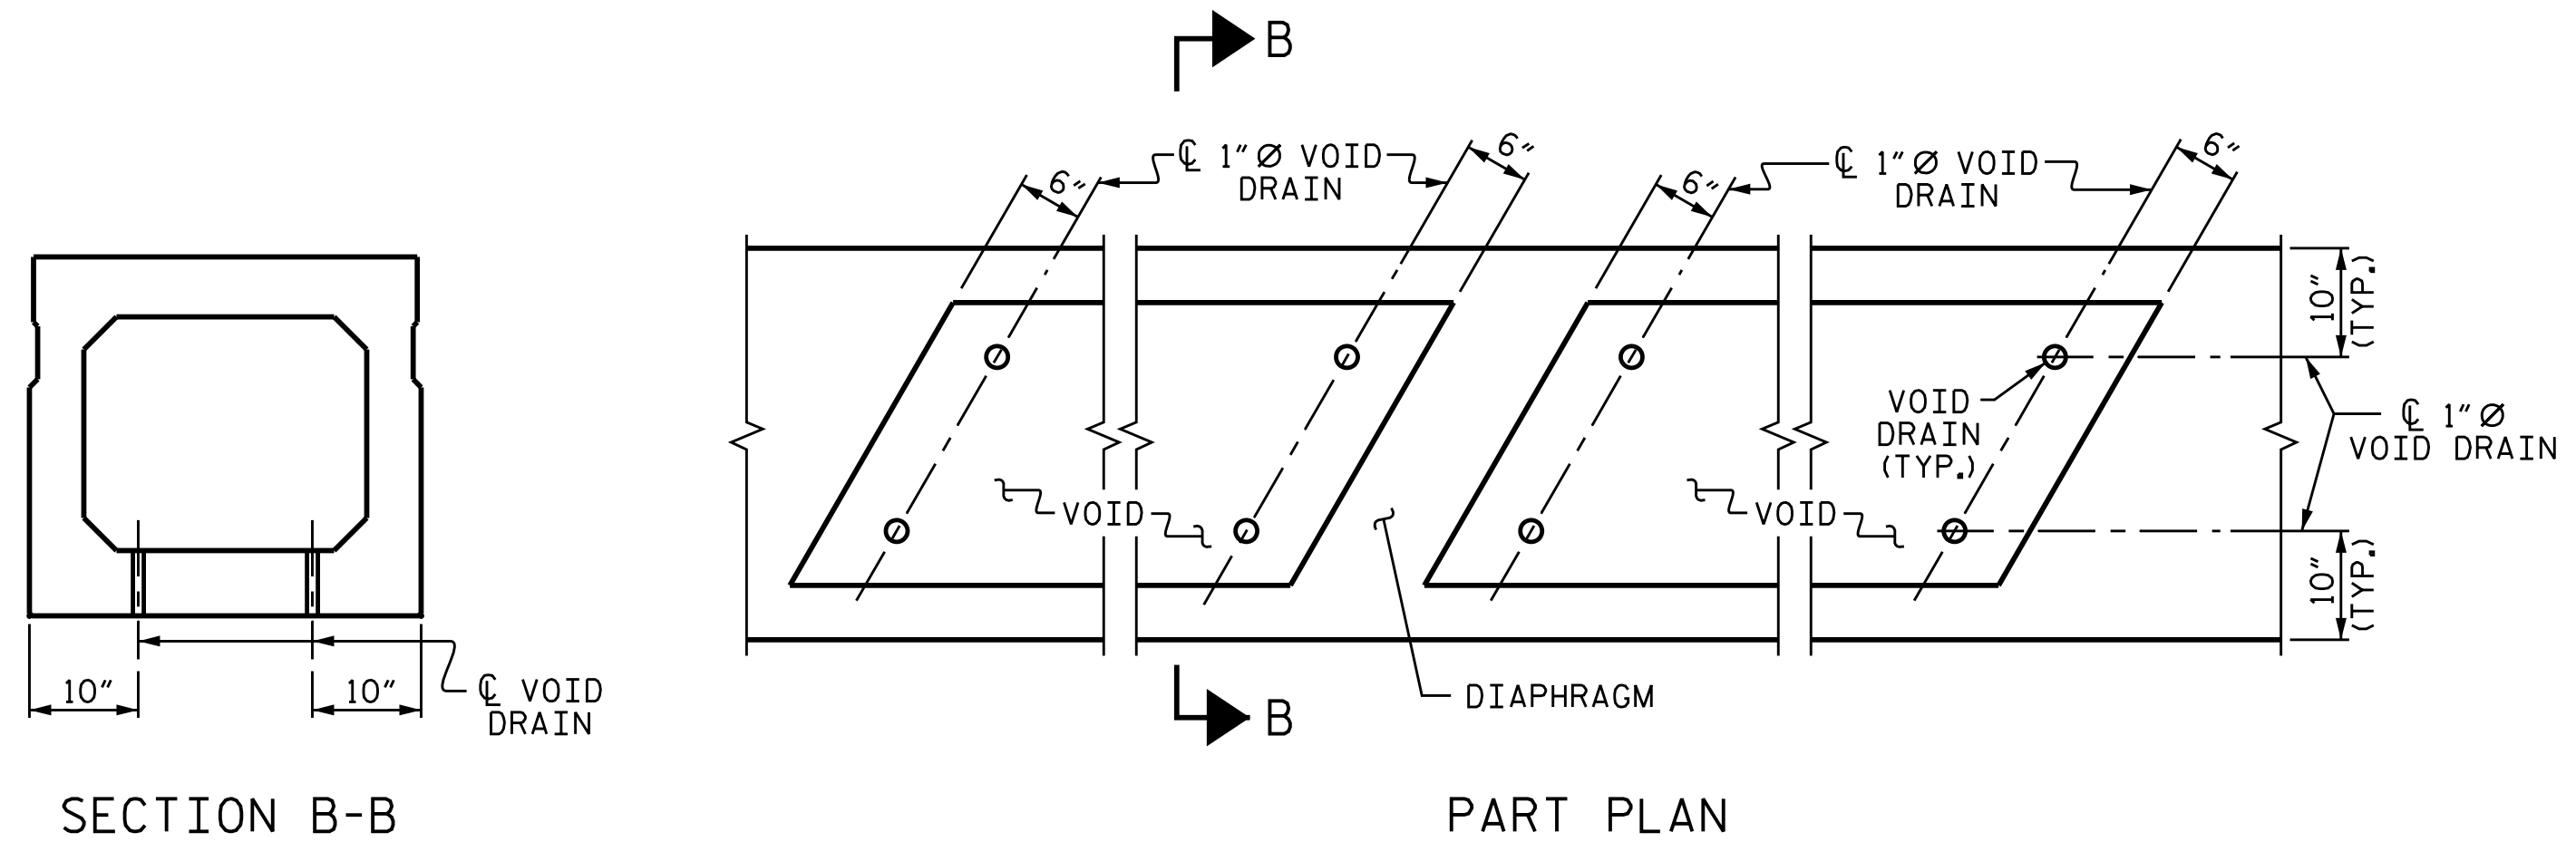 B
6"
℄ 1"Ø VOID
DRAIN
6"
6"
℄ 1"Ø VOID
DRAIN
6"
10"
(TYP.)
VOID
DRAIN
(TYP.)
℄ 1"Ø
VOID DRAIN
VOID
VOID
10"
(TYP.)
10"
10"
℄ VOID
DRAIN
DIAPHRAGM
B
SECTION B-B
PART PLAN